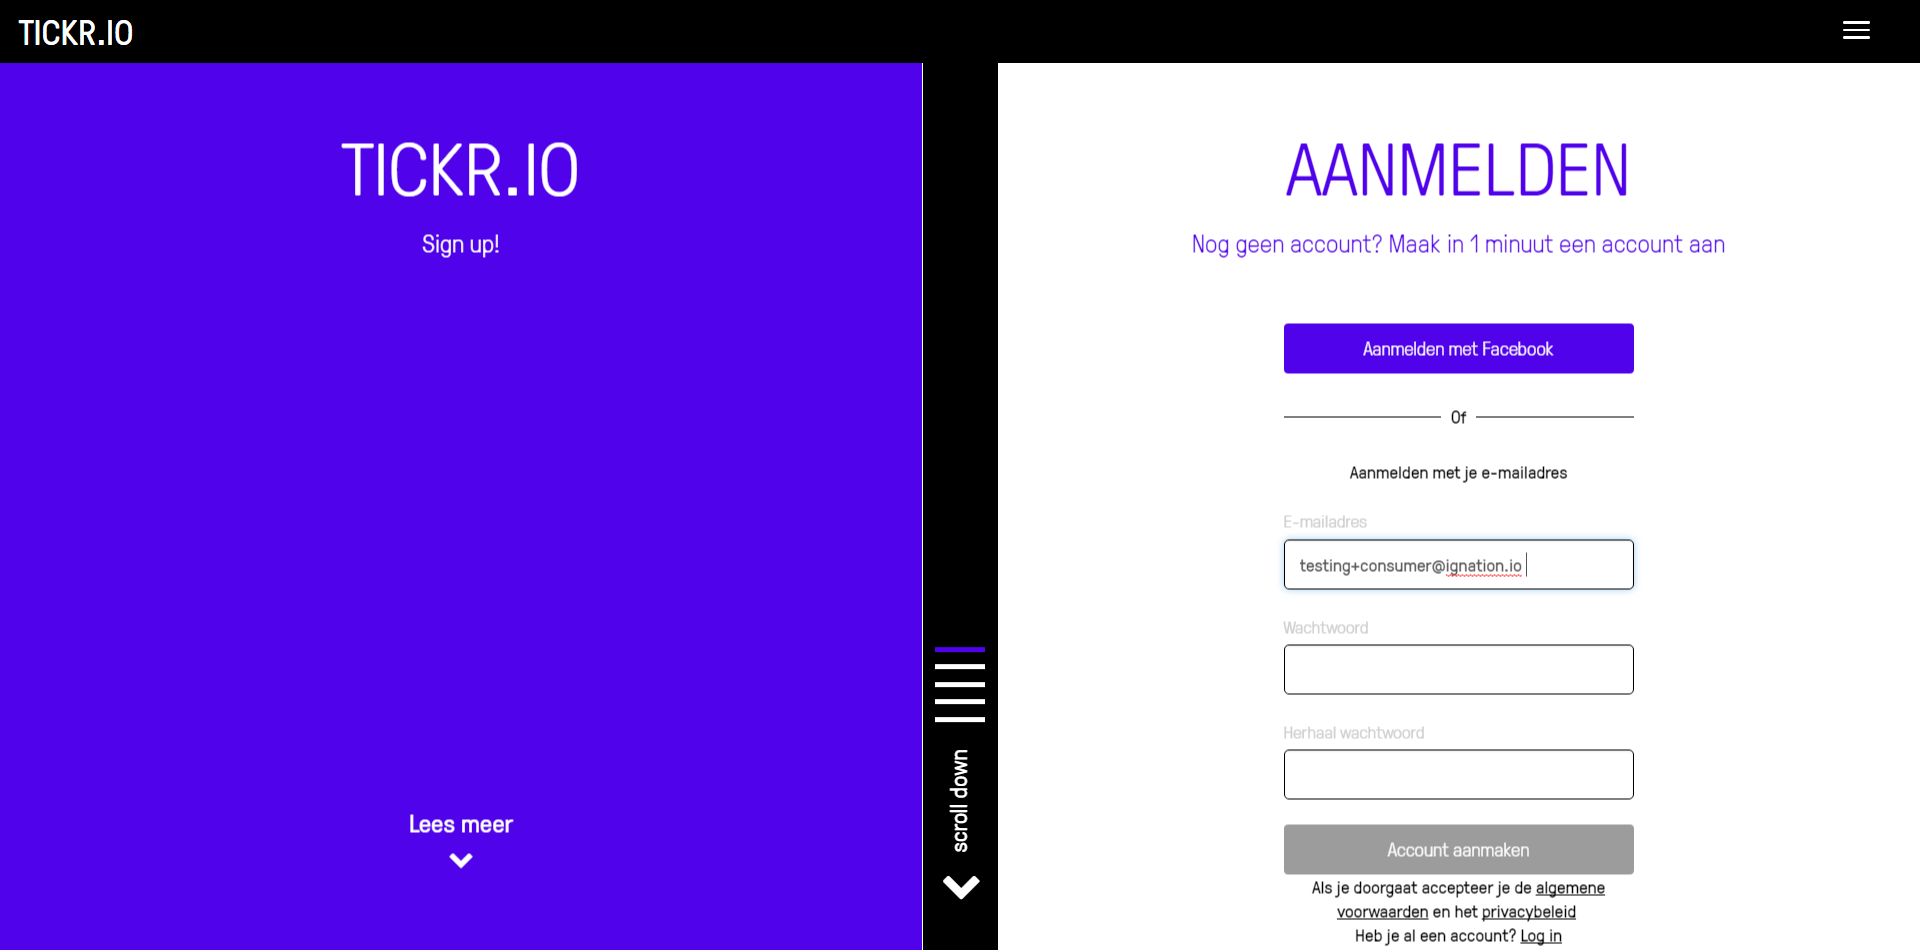 TICKR.IO
TICKR.IO
Sign up!
Lees meer
scroll down
AANMELDEN
Nog geen account? Maak in 1 minuut een account aan
Aanmelden met Facebook
Of
Aanmelden met je e-mailadres
E-mailadres
testing+consumer@ignation.io
Wachtwoord
Herhaal wachtwoord
Account aanmaken
Als je doorgaat accepteer je de algemene
voorwaarden en het privacybeleid
Heb je al een account? Log in